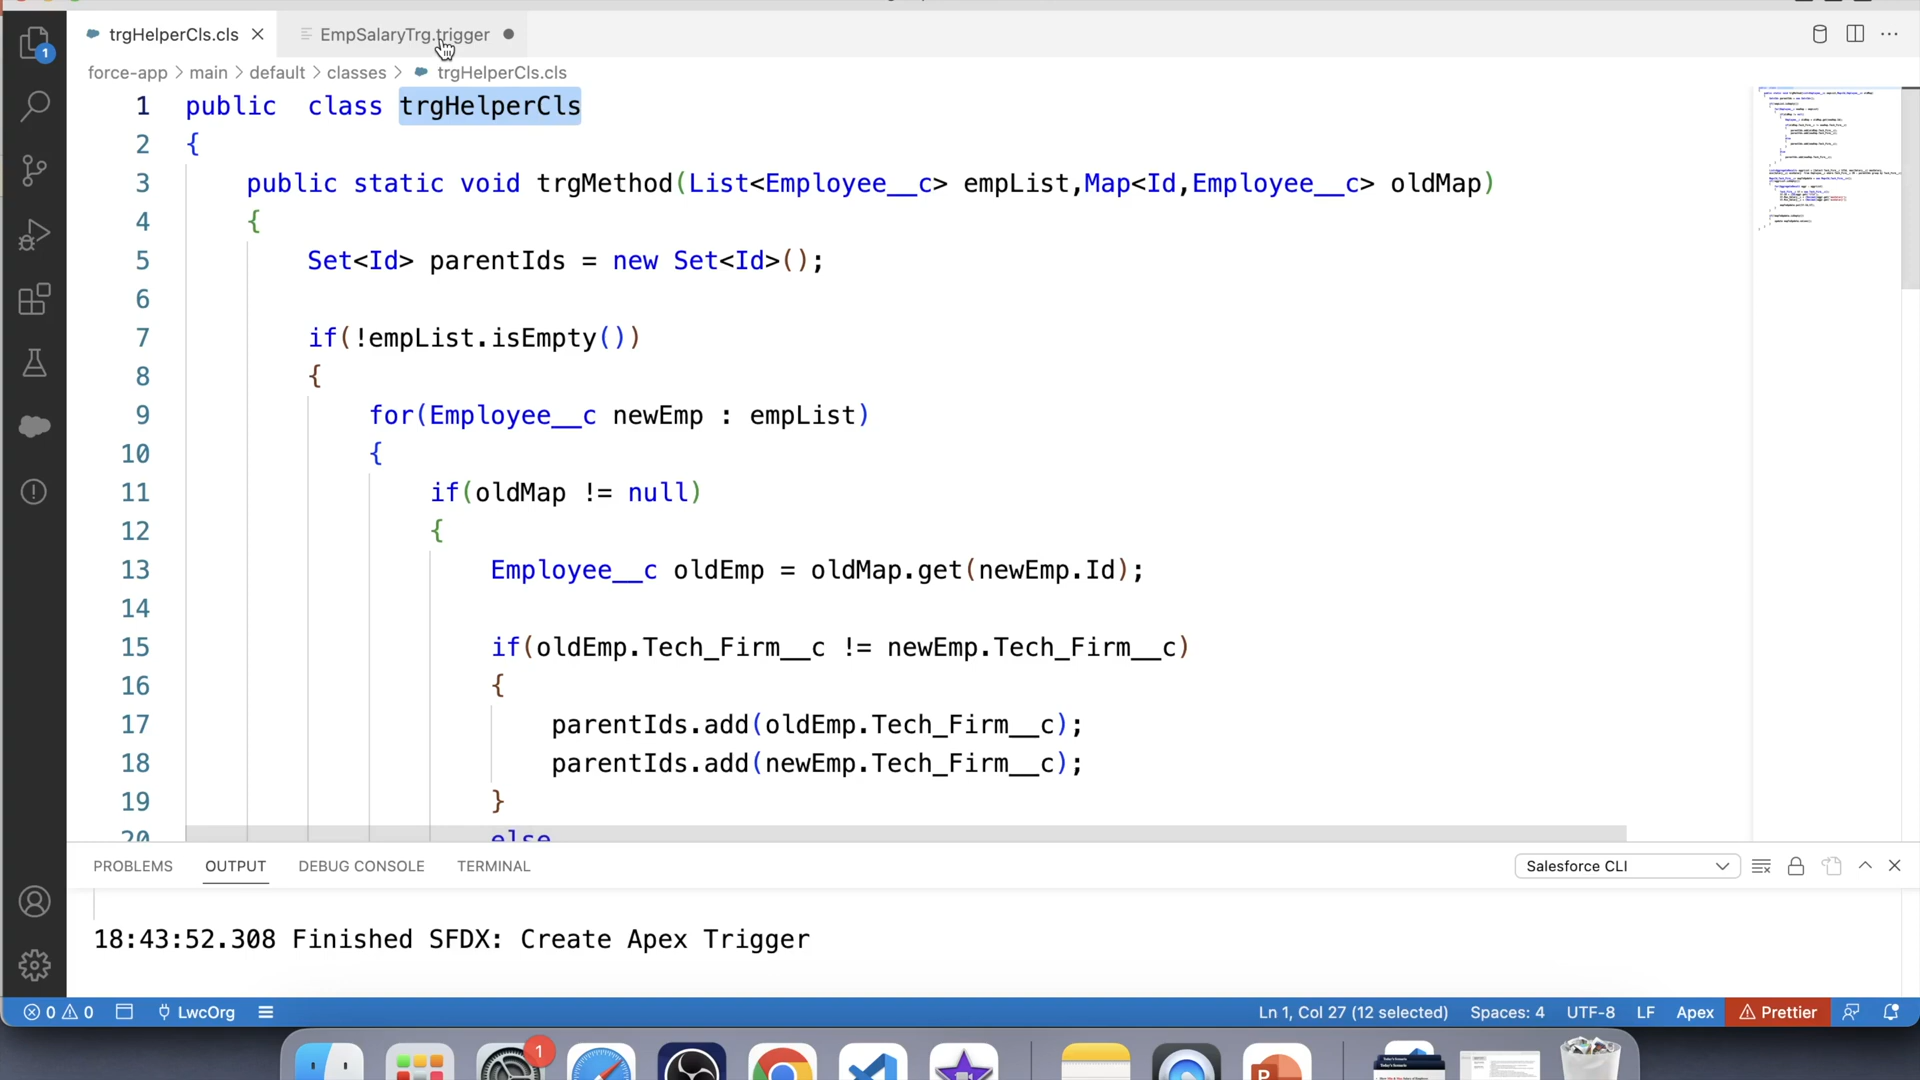 trgHelperCls.cls
EmpSalaryTrg.trigger
force-app > main > default > classes > trgHelperCls.cls
1 public  class trgHelperCls
2 {
3 public static void trgMethod(List<Employee__c> empList,Map<Id,Employee__c> oldMap)
4 {
5 Set<Id> parentIds = new Set<Id>();
6
7 if(!empList.isEmpty())
8 {
9 for(Employee__c newEmp : empList)
10 {
11 if(oldMap != null)
12 {
13 Employee__c oldEmp = oldMap.get(newEmp.Id);
14
15 if(oldEmp.Tech_Firm__c != newEmp.Tech_Firm__c)
16 {
17 parentIds.add(oldEmp.Tech_Firm__c);
18 parentIds.add(newEmp.Tech_Firm__c);
19 }
20 else
PROBLEMS OUTPUT DEBUG CONSOLE TERMINAL Salesforce CLI
18:43:52.308 Finished SFDX: Create Apex Trigger
0 0 LwcOrg Ln 1, Col 27 (12 selected) Spaces: 4 UTF-8 LF Apex Prettier
1
1
P